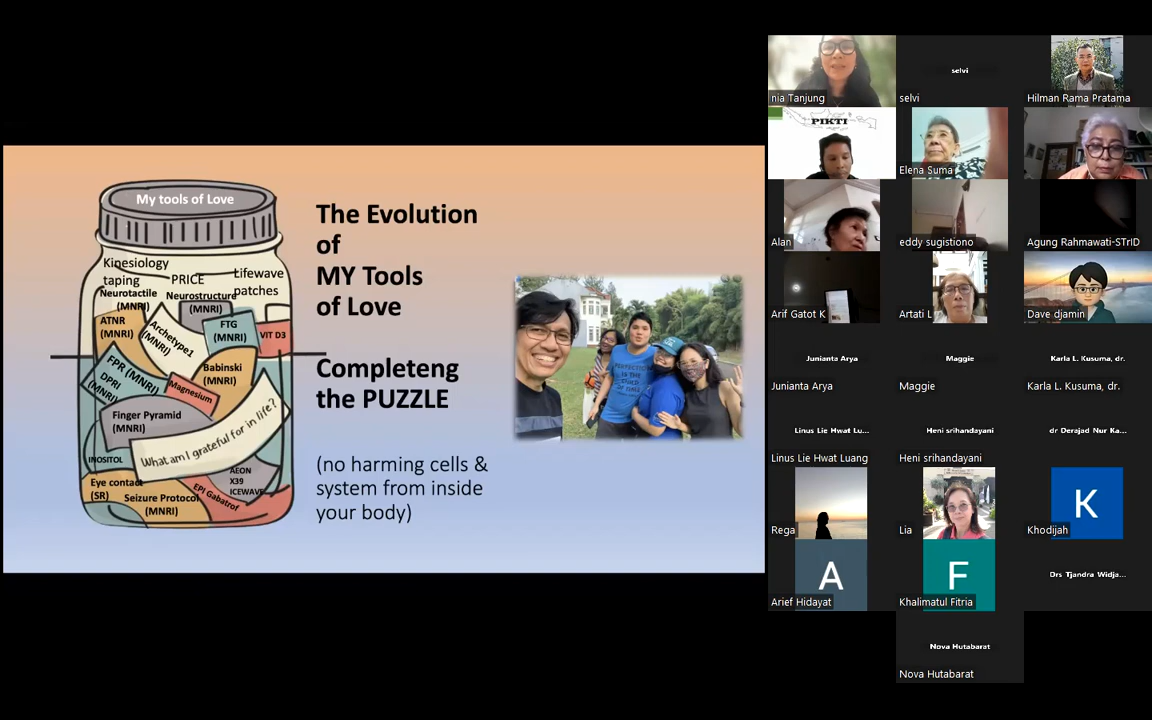 My tools of Love
Kinesiology
taping
PRICE
Lifewave
patches
Neurotactile
(MNRI)
Neurostructure
(MNRI)
ATNR
(MNRI)
Archetype1
(MNRI)
FTG
(MNRI)
VIT D3
FPR (MNRI)
DPRI
(MNRI)
Magnesium
Babinski
(MNRI)
Finger Pyramid
(MNRI)
What am I grateful for in life?
INOSITOL
Eye contact
(SR)
Seizure Protocol
(MNRI)
EPI Gabatrof
AEON
X39
ICEWAVE
The Evolution
of
MY Tools
of Love
Completeng
the PUZZLE
(no harming cells &
system from inside
your body)
nia Tanjung
selvi
selvi
Hilman Rama Pratama
PIKTI
Elena Suma
Alan
eddy sugistiono
Agung Rahmawati-STrID
Arif Gatot K
Artati L
Dave djamin
Junianta Arya
Junianta Arya
Maggie
Maggie
Karla L. Kusuma, dr.
Karla L. Kusuma, dr.
Linus Lie Hwat Lu...
Linus Lie Hwat Luang
Heni srihandayani
Heni srihandayani
dr Derajad Nur Ka...
Rega
Lia
K
Khodijah
A
Arief Hidayat
F
Khalimatul Fitria
Drs Tjandra Widja...
Nova Hutabarat
Nova Hutabarat